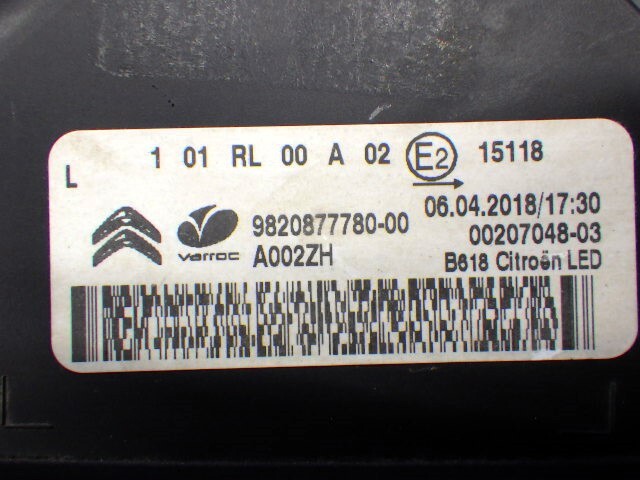 1 01 RL 00 A 02 E2 15118
L
9820877780-00 06.04.2018/17:30
varroc A002ZH 00207048-03
B618 Citroën LED